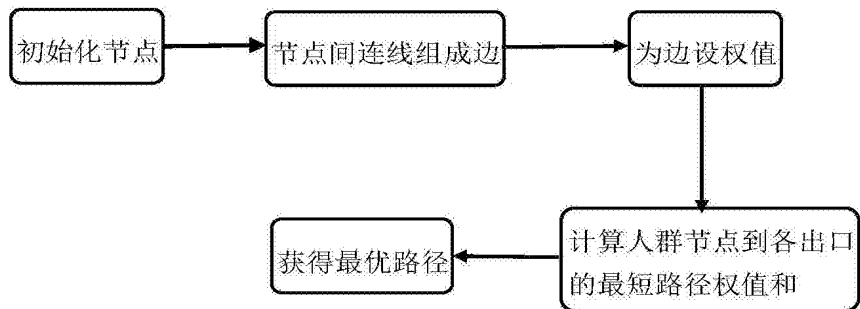 初始化节点
节点间连线组成边
为边设权值
计算人群节点到各出口
的最短路径权值和
获得最优路径